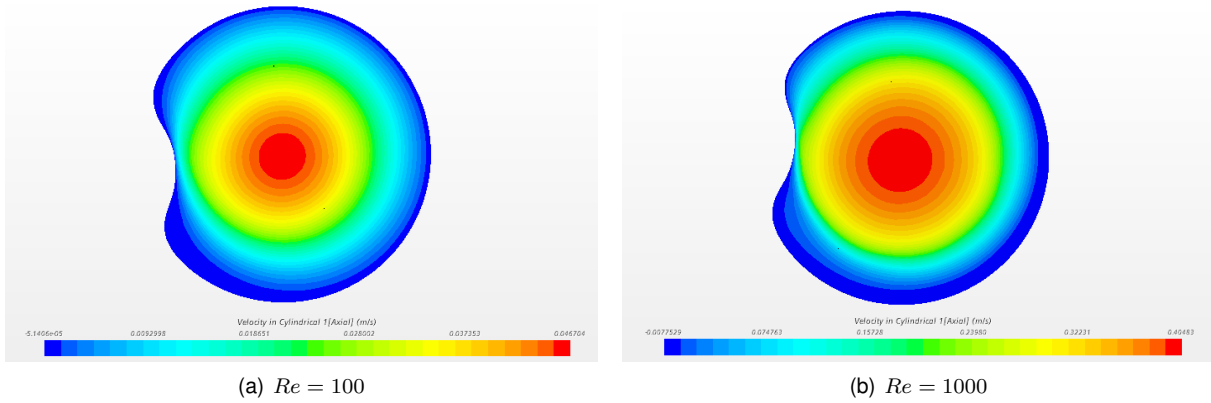 Velocity in Cylindrical 1[Axial] (m/s)
-5.1406e-05 0.0092998 0.018651 0.028002 0.037353 0.046704
(a) Re = 100
Velocity in Cylindrical 1[Axial] (m/s)
-0.0077529 0.074763 0.15728 0.23980 0.32231 0.40483
(b) Re = 1000